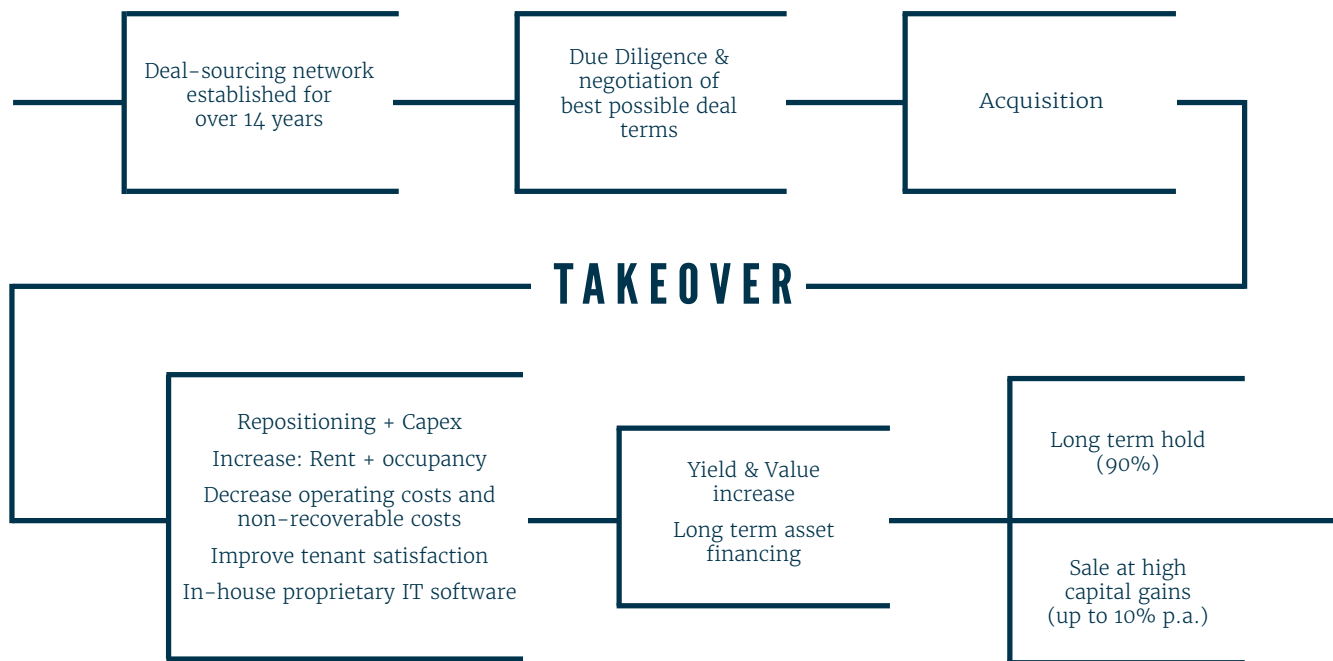 Deal-sourcing network
established for
over 14 years
Due Diligence &
negotiation of
best possible deal
terms
Acquisition
TAKEOVER
Repositioning + Capex
Increase: Rent + occupancy
Decrease operating costs and
non-recoverable costs
Improve tenant satisfaction
In-house proprietary IT software
Yield & Value
increase
Long term asset
financing
Long term hold
(90%)
Sale at high
capital gains
(up to 10% p.a.)